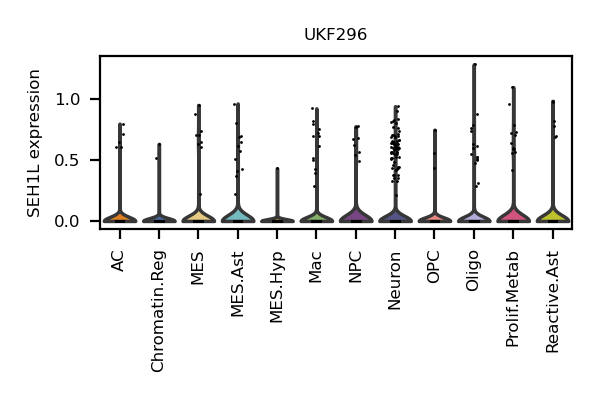 UKF296
SEH1L expression
1.0
0.5
0.0
AC
Chromatin.Reg
MES
MES.Ast
MES.Hyp
Mac
NPC
Neuron
OPC
Oligo
Prolif.Metab
Reactive.Ast